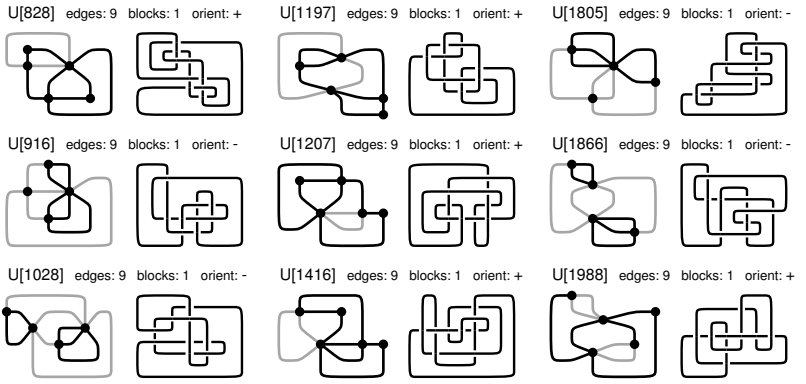 U[828] edges: 9 blocks: 1 orient: +
U[1197] edges: 9 blocks: 1 orient: +
U[1805] edges: 9 blocks: 1 orient: -
U[916] edges: 9 blocks: 1 orient: -
U[1207] edges: 9 blocks: 1 orient: +
U[1866] edges: 9 blocks: 1 orient: -
U[1028] edges: 9 blocks: 1 orient: -
U[1416] edges: 9 blocks: 1 orient: +
U[1988] edges: 9 blocks: 1 orient: +